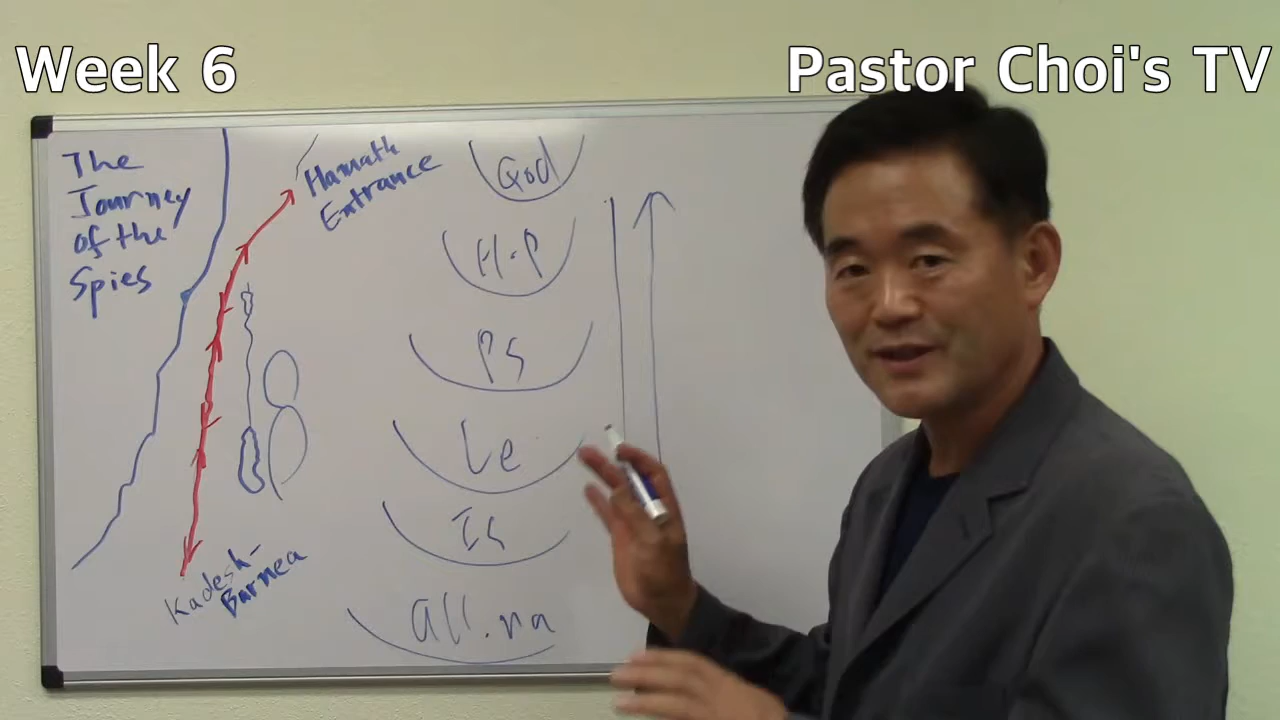 Week 6
Pastor Choi's TV
The
Journey
of the
Spies
Hamath
Entrance
Kadesh-
Barnea
God
H.P
Ps
Le
Is
all.na